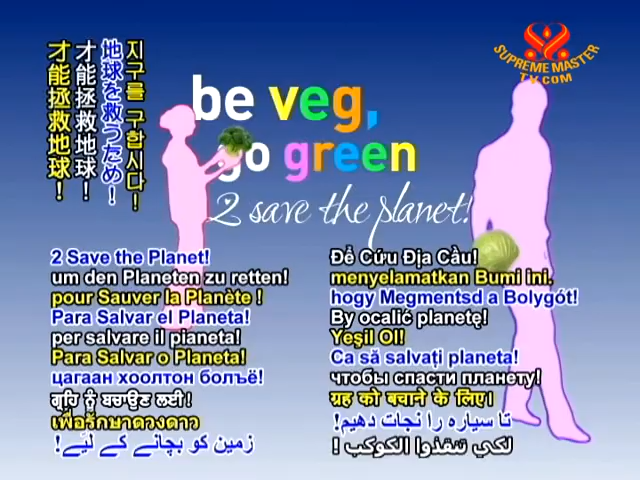 SUPREME MASTER
TV.COM
지구를 구합시다!
地球を救うため!
才能拯救地球!
才能拯救地球!
be veg,
go green
2 save the planet!
2 Save the Planet!
um den Planeten zu retten!
pour Sauver la Planète !
Para Salvar el Planeta!
per salvare il pianeta!
Para Salvar o Planeta!
цагаан хоолтон болъё!
ਗ੍ਰਹਿ ਨੂੰ ਬਚਾਉਣ ਲਈ!
เพื่อรักษาดวงดาว
زمین کو بچانے کے لیَے!
Để Cứu Địa Cầu!
menyelamatkan Bumi ini.
hogy Megmentsd a Bolygót!
By ocalić planetę!
Yeşil Ol!
Ca să salvați planeta!
чтобы спасти планету!
ग्रह को बचाने के लिए।
تا سیاره را نجات دهیم!
لكي تنقذوا الكوكب !